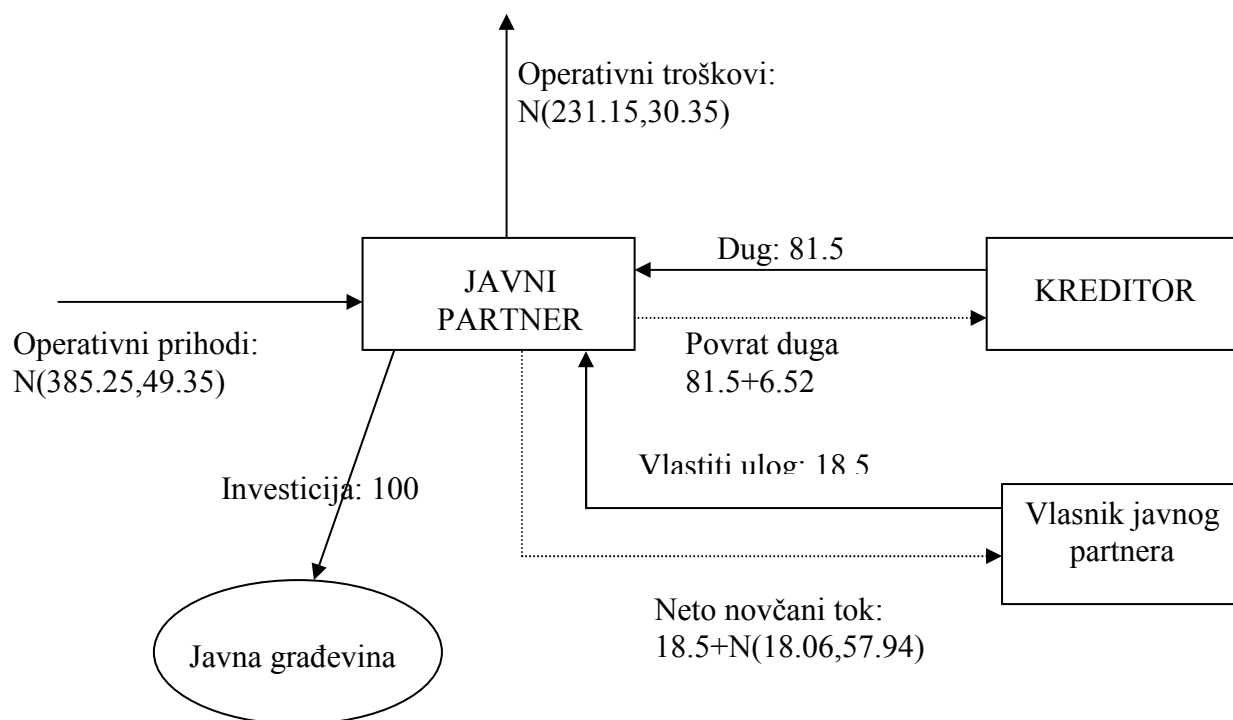 Operativni troškovi:
N(231.15,30.35)
Dug: 81.5
JAVNI
PARTNER
KREDITOR
Operativni prihodi:
N(385.25,49.35)
Povrat duga
81.5+6.52
Vlastiti ulog: 18.5
Investicija: 100
Vlasnik javnog
partnera
Neto novčani tok:
18.5+N(18.06,57.94)
Javna građevina